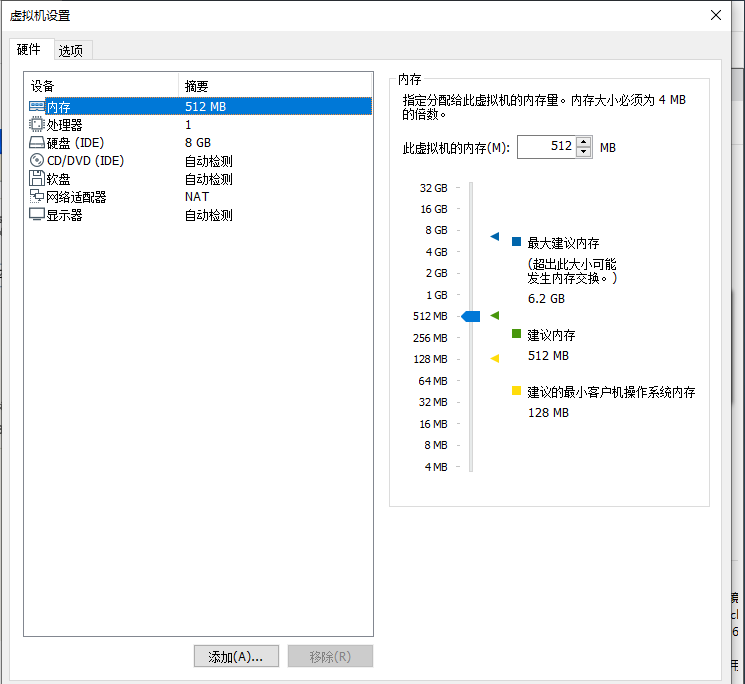 虚拟机设置
硬件 选项
设备 摘要
内存 512 MB
处理器 1
硬盘 (IDE) 8 GB
CD/DVD (IDE) 自动检测
软盘 自动检测
网络适配器 NAT
显示器 自动检测
添加(A)... 移除(R)
内存
指定分配给此虚拟机的内存量。内存大小必须为 4 MB
的倍数。
此虚拟机的内存(M): 512 MB
32 GB
16 GB
8 GB
4 GB
2 GB
1 GB
512 MB
256 MB
128 MB
64 MB
32 MB
16 MB
8 MB
4 MB
最大建议内存
(超出此大小可能
发生内存交换。)
6.2 GB
建议内存
512 MB
建议的最小客户机操作系统内存
128 MB